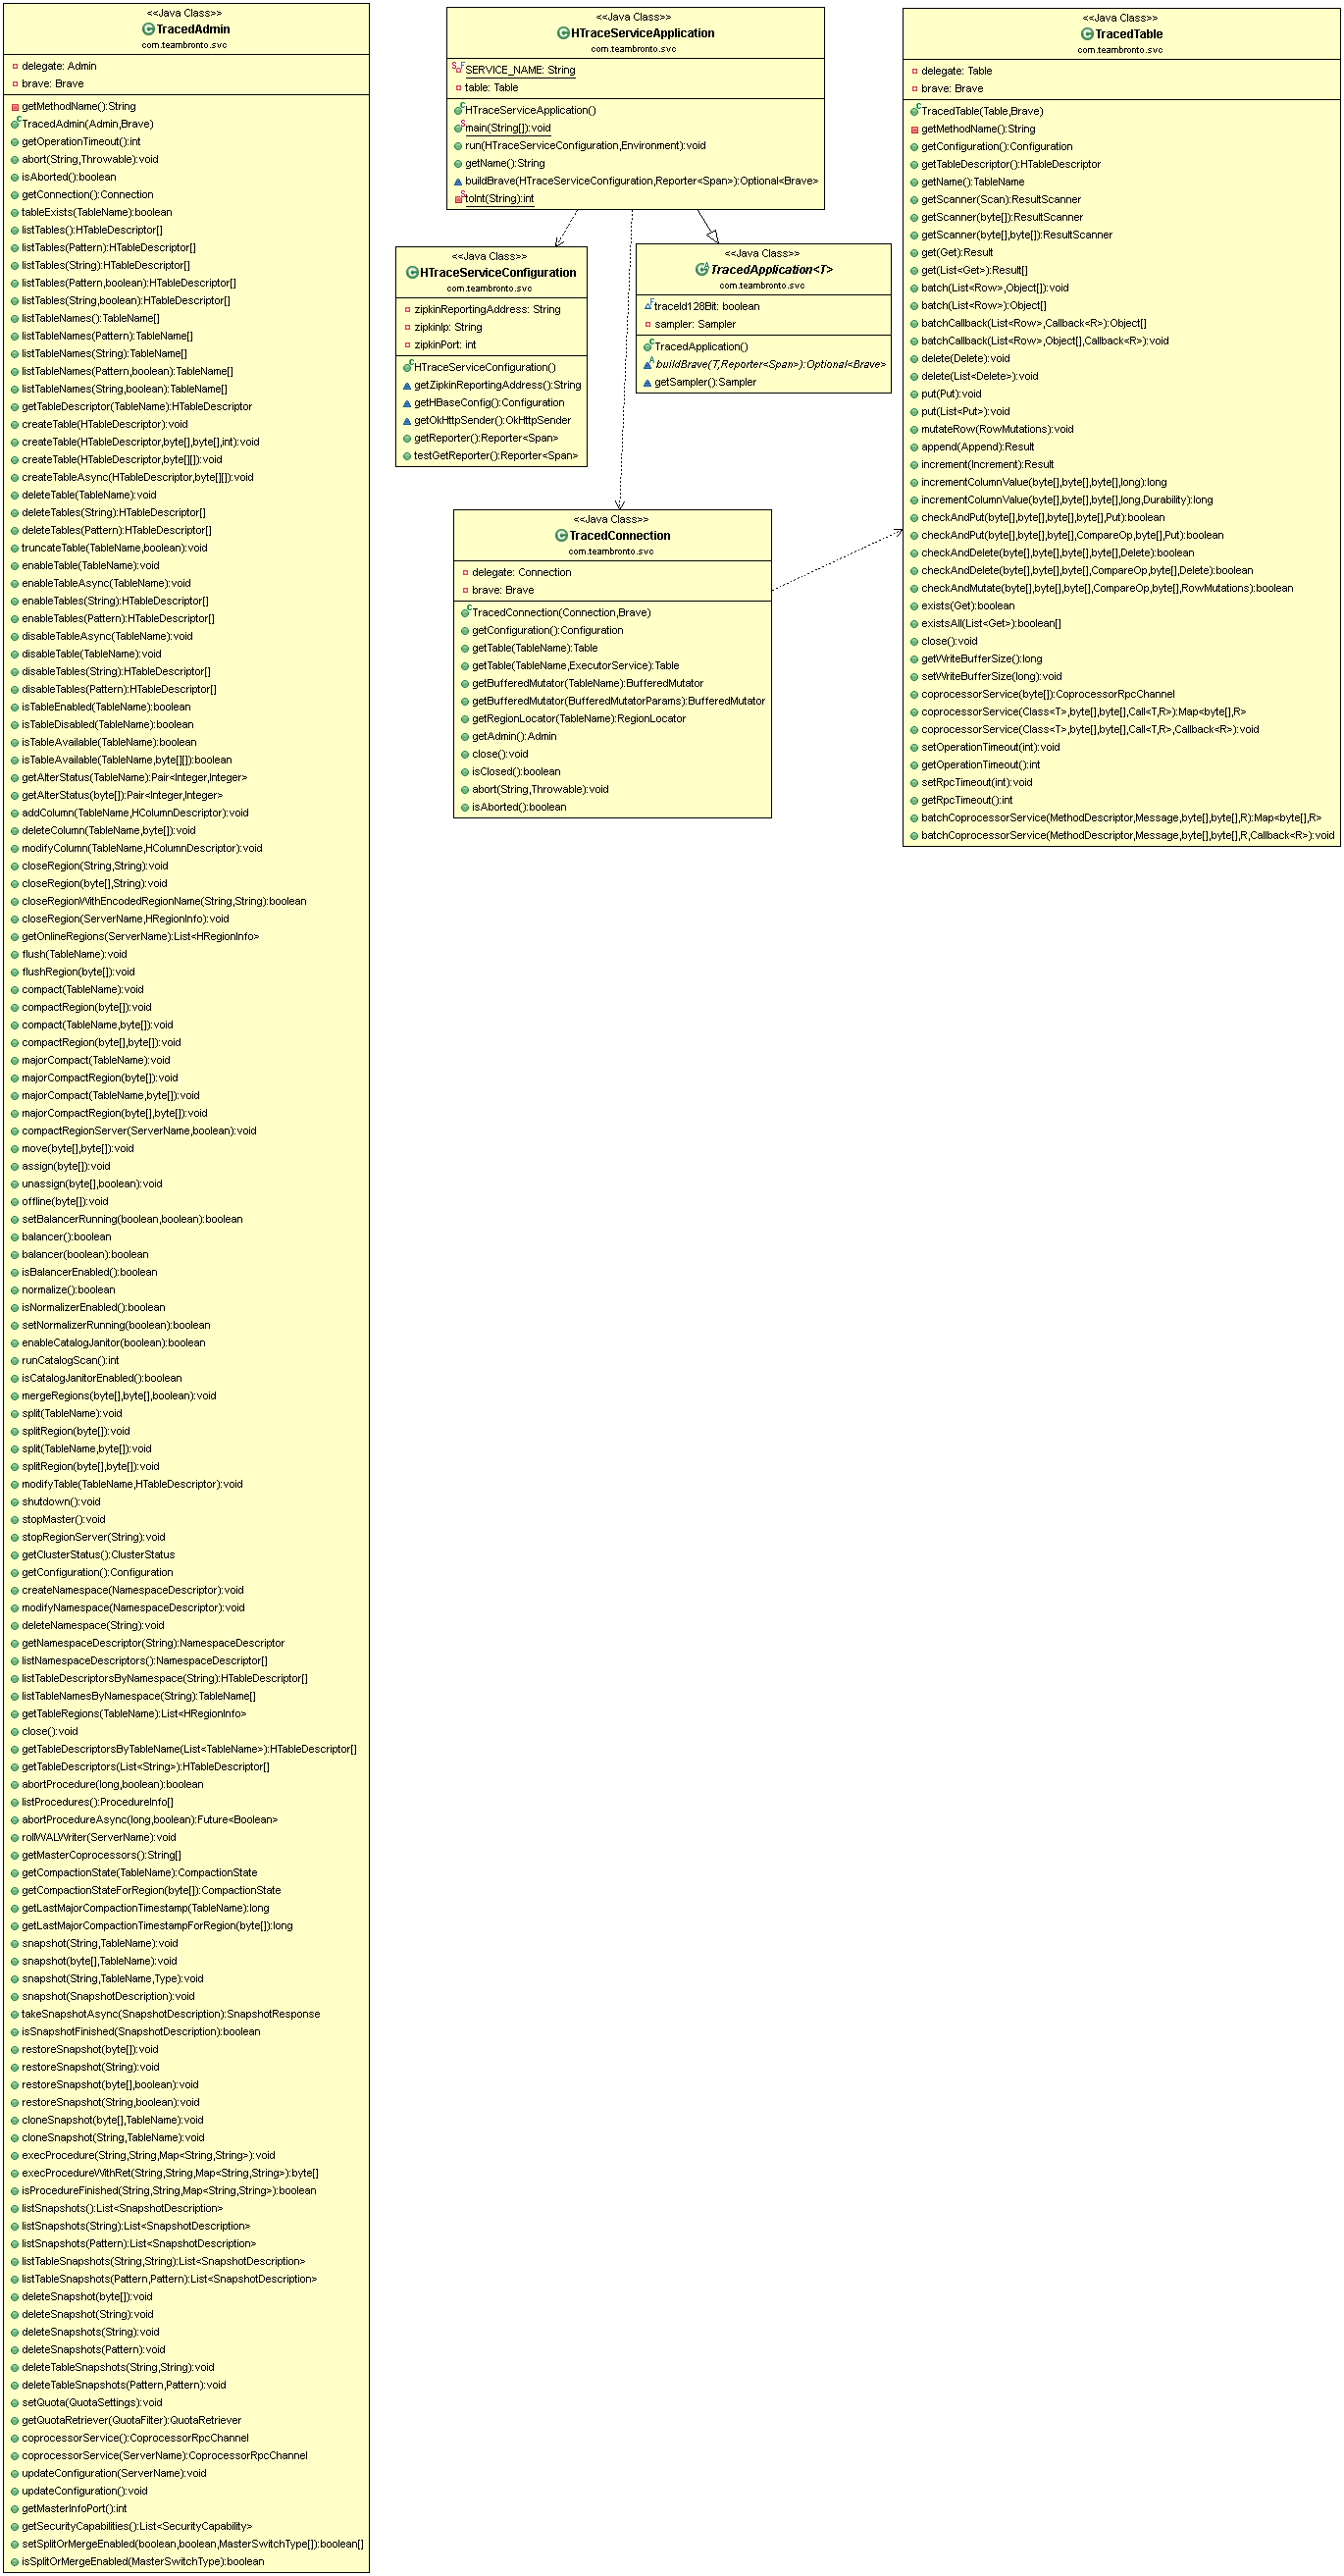 <<Java Class>>
TracedAdmin
com.teambronto.svc
delegate: Admin
brave: Brave
getMethodName():String
TracedAdmin(Admin,Brave)
getOperationTimeout():int
abort(String,Throwable):void
isAborted():boolean
getConnection():Connection
tableExists(TableName):boolean
listTables():HTableDescriptor[]
listTables(Pattern):HTableDescriptor[]
listTables(String):HTableDescriptor[]
listTables(Pattern,boolean):HTableDescriptor[]
listTables(String,boolean):HTableDescriptor[]
listTableNames():TableName[]
listTableNames(Pattern):TableName[]
listTableNames(String):TableName[]
listTableNames(Pattern,boolean):TableName[]
listTableNames(String,boolean):TableName[]
getTableDescriptor(TableName):HTableDescriptor
createTable(HTableDescriptor):void
createTable(HTableDescriptor,byte[],byte[],int):void
createTable(HTableDescriptor,byte[][]):void
createTableAsync(HTableDescriptor,byte[][]):void
deleteTable(TableName):void
deleteTables(String):HTableDescriptor[]
deleteTables(Pattern):HTableDescriptor[]
truncateTable(TableName,boolean):void
enableTable(TableName):void
enableTableAsync(TableName):void
enableTables(String):HTableDescriptor[]
enableTables(Pattern):HTableDescriptor[]
disableTableAsync(TableName):void
disableTable(TableName):void
disableTables(String):HTableDescriptor[]
disableTables(Pattern):HTableDescriptor[]
isTableEnabled(TableName):boolean
isTableDisabled(TableName):boolean
isTableAvailable(TableName):boolean
isTableAvailable(TableName,byte[][]):boolean
getAlterStatus(TableName):Pair<Integer,Integer>
getAlterStatus(byte[]):Pair<Integer,Integer>
addColumn(TableName,HColumnDescriptor):void
deleteColumn(TableName,byte[]):void
modifyColumn(TableName,HColumnDescriptor):void
closeRegion(String,String):void
closeRegion(byte[],String):void
closeRegionWithEncodedRegionName(String,String):boolean
closeRegion(ServerName,HRegionInfo):void
getOnlineRegions(ServerName):List<HRegionInfo>
flush(TableName):void
flushRegion(byte[]):void
compact(TableName):void
compactRegion(byte[]):void
compact(TableName,byte[]):void
compactRegion(byte[],byte[]):void
majorCompact(TableName):void
majorCompactRegion(byte[]):void
majorCompact(TableName,byte[]):void
majorCompactRegion(byte[],byte[]):void
compactRegionServer(ServerName,boolean):void
move(byte[],byte[]):void
assign(byte[]):void
unassign(byte[],boolean):void
offline(byte[]):void
setBalancerRunning(boolean,boolean):boolean
balancer():boolean
balancer(boolean):boolean
isBalancerEnabled():boolean
normalize():boolean
isNormalizerEnabled():boolean
setNormalizerRunning(boolean):boolean
enableCatalogJanitor(boolean):boolean
runCatalogScan():int
isCatalogJanitorEnabled():boolean
mergeRegions(byte[],byte[],boolean):void
split(TableName):void
splitRegion(byte[]):void
split(TableName,byte[]):void
splitRegion(byte[],byte[]):void
modifyTable(TableName,HTableDescriptor):void
shutdown():void
stopMaster():void
stopRegionServer(String):void
getClusterStatus():ClusterStatus
getConfiguration():Configuration
createNamespace(NamespaceDescriptor):void
modifyNamespace(NamespaceDescriptor):void
deleteNamespace(String):void
getNamespaceDescriptor(String):NamespaceDescriptor
listNamespaceDescriptors():NamespaceDescriptor[]
listTableDescriptorsByNamespace(String):HTableDescriptor[]
listTableNamesByNamespace(String):TableName[]
getTableRegions(TableName):List<HRegionInfo>
close():void
getTableDescriptorsByTableName(List<TableName>):HTableDescriptor[]
getTableDescriptors(List<String>):HTableDescriptor[]
abortProcedure(long,boolean):boolean
listProcedures():ProcedureInfo[]
abortProcedureAsync(long,boolean):Future<Boolean>
rollWALWriter(ServerName):void
getMasterCoprocessors():String[]
getCompactionState(TableName):CompactionState
getCompactionStateForRegion(byte[]):CompactionState
getLastMajorCompactionTimestamp(TableName):long
getLastMajorCompactionTimestampForRegion(byte[]):long
snapshot(String,TableName):void
snapshot(byte[],TableName):void
snapshot(String,TableName,Type):void
snapshot(SnapshotDescription):void
takeSnapshotAsync(SnapshotDescription):SnapshotResponse
isSnapshotFinished(SnapshotDescription):boolean
restoreSnapshot(byte[]):void
restoreSnapshot(String):void
restoreSnapshot(byte[],boolean):void
restoreSnapshot(String,boolean):void
cloneSnapshot(byte[],TableName):void
cloneSnapshot(String,TableName):void
execProcedure(String,String,Map<String,String>):void
execProcedureWithRet(String,String,Map<String,String>):byte[]
isProcedureFinished(String,String,Map<String,String>):boolean
listSnapshots():List<SnapshotDescription>
listSnapshots(String):List<SnapshotDescription>
listSnapshots(Pattern):List<SnapshotDescription>
listTableSnapshots(String,String):List<SnapshotDescription>
listTableSnapshots(Pattern,Pattern):List<SnapshotDescription>
deleteSnapshot(byte[]):void
deleteSnapshot(String):void
deleteSnapshots(String):void
deleteSnapshots(Pattern):void
deleteTableSnapshots(String,String):void
deleteTableSnapshots(Pattern,Pattern):void
setQuota(QuotaSettings):void
getQuotaRetriever(QuotaFilter):QuotaRetriever
coprocessorService():CoprocessorRpcChannel
coprocessorService(ServerName):CoprocessorRpcChannel
updateConfiguration(ServerName):void
updateConfiguration():void
getMasterInfoPort():int
getSecurityCapabilities():List<SecurityCapability>
setSplitOrMergeEnabled(boolean,boolean,MasterSwitchType[]):boolean[]
isSplitOrMergeEnabled(MasterSwitchType):boolean
<<Java Class>>
HTraceServiceApplication
com.teambronto.svc
SERVICE_NAME: String
table: Table
HTraceServiceApplication()
main(String[]):void
run(HTraceServiceConfiguration,Environment):void
getName():String
buildBrave(HTraceServiceConfiguration,Reporter<Span>):Optional<Brave>
toInt(String):int
<<Java Class>>
HTraceServiceConfiguration
com.teambronto.svc
zipkinReportingAddress: String
zipkinIp: String
zipkinPort: int
HTraceServiceConfiguration()
getZipkinReportingAddress():String
getHBaseConfig():Configuration
getOkHttpSender():OkHttpSender
getReporter():Reporter<Span>
testGetReporter():Reporter<Span>
<<Java Class>>
TracedApplication<T>
com.teambronto.svc
traceId128Bit: boolean
sampler: Sampler
TracedApplication()
buildBrave(T,Reporter<Span>):Optional<Brave>
getSampler():Sampler
<<Java Class>>
TracedConnection
com.teambronto.svc
delegate: Connection
brave: Brave
TracedConnection(Connection,Brave)
getConfiguration():Configuration
getTable(TableName):Table
getTable(TableName,ExecutorService):Table
getBufferedMutator(TableName):BufferedMutator
getBufferedMutator(BufferedMutatorParams):BufferedMutator
getRegionLocator(TableName):RegionLocator
getAdmin():Admin
close():void
isClosed():boolean
abort(String,Throwable):void
isAborted():boolean
<<Java Class>>
TracedTable
com.teambronto.svc
delegate: Table
brave: Brave
TracedTable(Table,Brave)
getMethodName():String
getConfiguration():Configuration
getTableDescriptor():HTableDescriptor
getName():TableName
getScanner(Scan):ResultScanner
getScanner(byte[]):ResultScanner
getScanner(byte[],byte[]):ResultScanner
get(Get):Result
get(List<Get>):Result[]
batch(List<Row>,Object[]):void
batch(List<Row>):Object[]
batchCallback(List<Row>,Callback<R>):Object[]
batchCallback(List<Row>,Object[],Callback<R>):void
delete(Delete):void
delete(List<Delete>):void
put(Put):void
put(List<Put>):void
mutateRow(RowMutations):void
append(Append):Result
increment(Increment):Result
incrementColumnValue(byte[],byte[],byte[],long):long
incrementColumnValue(byte[],byte[],byte[],long,Durability):long
checkAndPut(byte[],byte[],byte[],byte[],Put):boolean
checkAndPut(byte[],byte[],byte[],CompareOp,byte[],Put):boolean
checkAndDelete(byte[],byte[],byte[],byte[],Delete):boolean
checkAndDelete(byte[],byte[],byte[],CompareOp,byte[],Delete):boolean
checkAndMutate(byte[],byte[],byte[],CompareOp,byte[],RowMutations):boolean
exists(Get):boolean
existsAll(List<Get>):boolean[]
close():void
getWriteBufferSize():long
setWriteBufferSize(long):void
coprocessorService(byte[]):CoprocessorRpcChannel
coprocessorService(Class<T>,byte[],byte[],Call<T,R>):Map<byte[],R>
coprocessorService(Class<T>,byte[],byte[],Call<T,R>,Callback<R>):void
setOperationTimeout(int):void
getOperationTimeout():int
setRpcTimeout(int):void
getRpcTimeout():int
batchCoprocessorService(MethodDescriptor,Message,byte[],byte[],R):Map<byte[],R>
batchCoprocessorService(MethodDescriptor,Message,byte[],byte[],R,Callback<R>):void